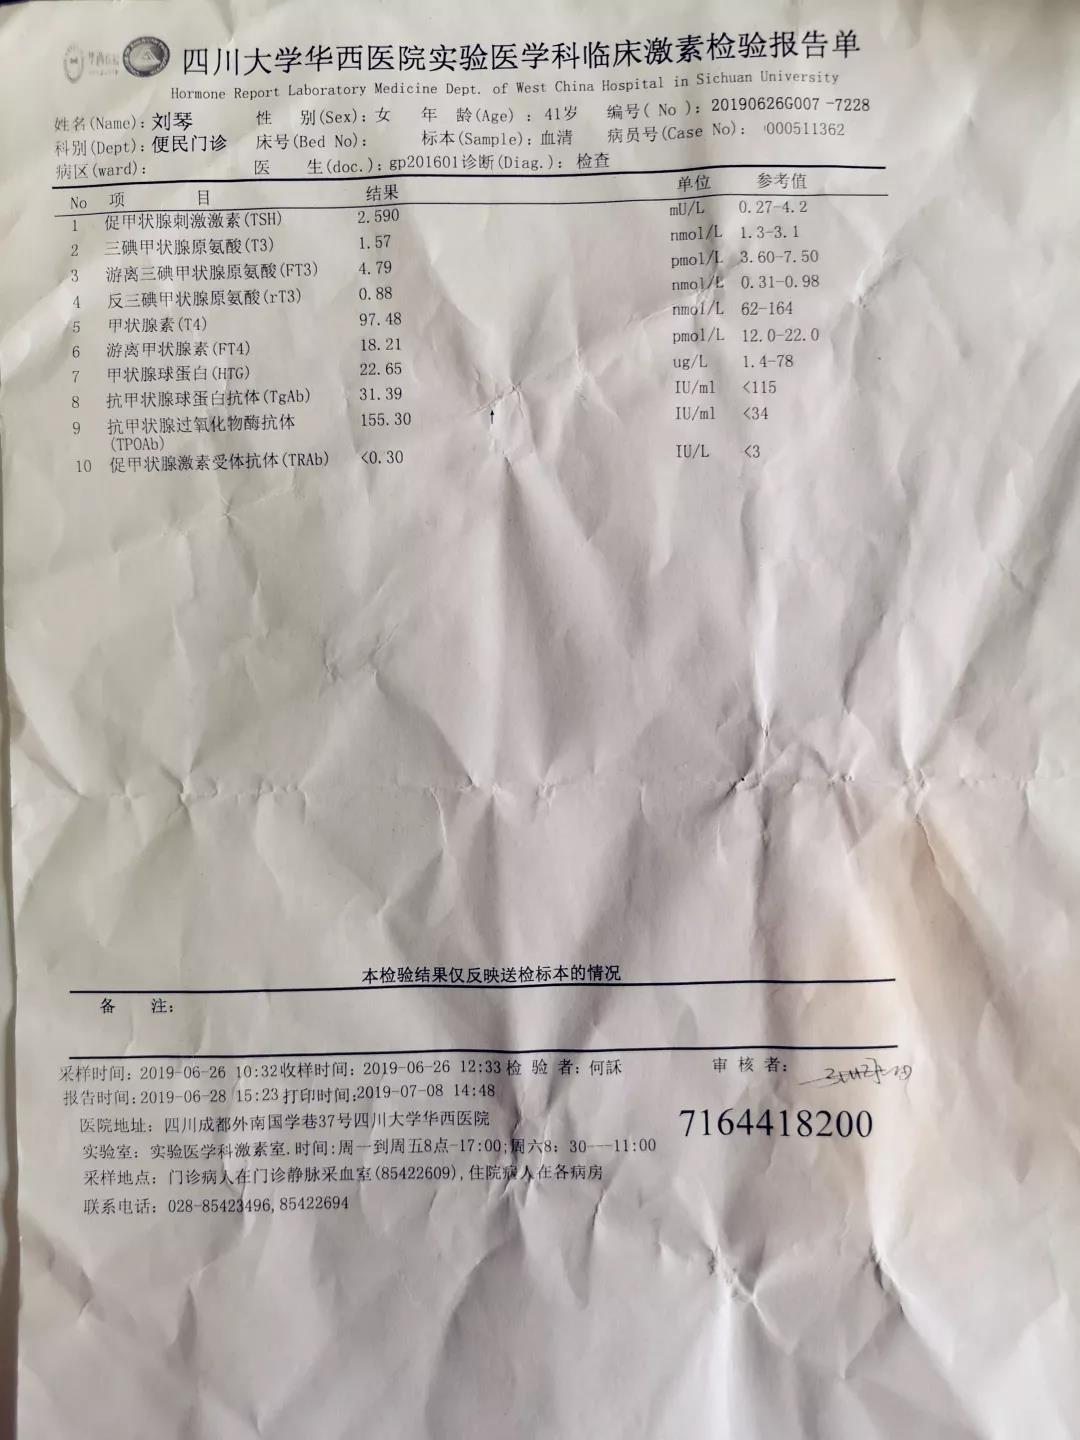 四川大学华西医院实验医学科临床激素检验报告单
Hormone Report Laboratory Medicine Dept. of West China Hospital in Sichuan University
姓名(Name): 刘琴 性 别(Sex): 女 年 龄(Age) : 41岁 编号( No ): 20190626G007 -7228
科别(Dept): 便民门诊 床号(Bed No): 标本(Sample): 血清 病员号(Case No): 000511362
病区(ward): 医 生(doc.): gp201601 诊断(Diag.): 检查
No 项 目 结果 单位 参考值
1 促甲状腺刺激激素(TSH) 2.590 mU/L 0.27-4.2
2 三碘甲状腺原氨酸(T3) 1.57 nmol/L 1.3-3.1
3 游离三碘甲状腺原氨酸(FT3) 4.79 pmol/L 3.60-7.50
4 反三碘甲状腺原氨酸(rT3) 0.88 nmol/L 0.31-0.98
5 甲状腺素(T4) 97.48 nmol/L 62-164
6 游离甲状腺素(FT4) 18.21 pmol/L 12.0-22.0
7 甲状腺球蛋白(HTG) 22.65 ug/L 1.4-78
8 抗甲状腺球蛋白抗体(TgAb) 31.39 IU/ml <115
9 抗甲状腺过氧化物酶抗体 155.30 ↑ IU/ml <34
(TPOAb)
10 促甲状腺激素受体抗体(TRAb) <0.30 IU/L <3
本检验结果仅反映送检标本的情况
备 注:
采样时间: 2019-06-26 10:32 收样时间: 2019-06-26 12:33 检 验 者: 何訸 审 核 者:
报告时间: 2019-06-28 15:23 打印时间: 2019-07-08 14:48
医院地址: 四川成都外南国学巷37号四川大学华西医院
7164418200
实验室: 实验医学科激素室. 时间: 周一到周五8点-17:00; 周六8: 30---11:00
采样地点: 门诊病人在门诊静脉采血室(85422609), 住院病人在各病房
联系电话: 028-85423496, 85422694